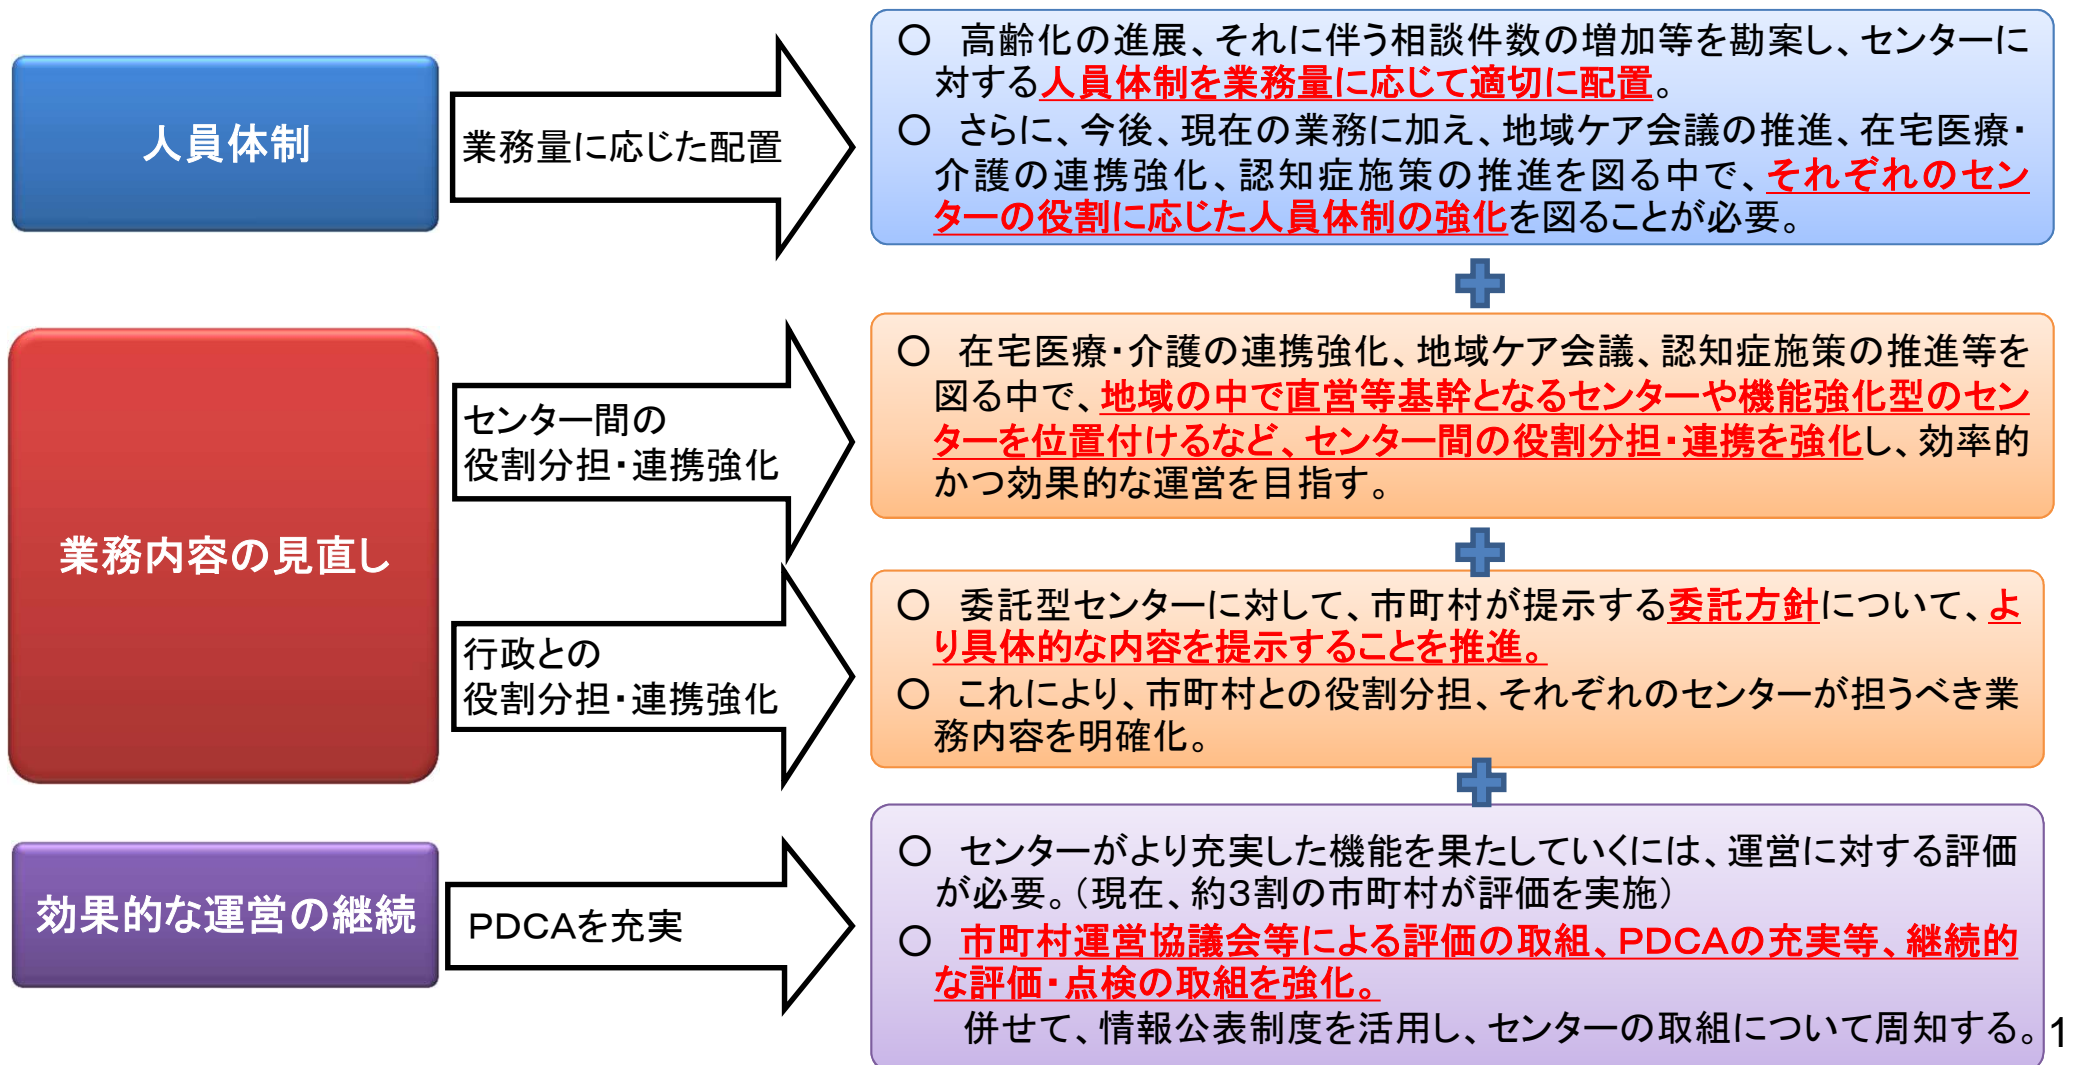 人員体制
業務量に応じた配置
○ 高齢化の進展、それに伴う相談件数の増加等を勘案し、センターに
対する人員体制を業務量に応じて適切に配置。
○ さらに、今後、現在の業務に加え、地域ケア会議の推進、在宅医療・
介護の連携強化、認知症施策の推進を図る中で、それぞれのセン
ターの役割に応じた人員体制の強化を図ることが必要。
業務内容の見直し
センター間の
役割分担・連携強化
○ 在宅医療・介護の連携強化、地域ケア会議、認知症施策の推進等を
図る中で、地域の中で直営等基幹となるセンターや機能強化型のセン
ターを位置付けるなど、センター間の役割分担・連携を強化し、効率的
かつ効果的な運営を目指す。
行政との
役割分担・連携強化
○ 委託型センターに対して、市町村が提示する委託方針について、よ
り具体的な内容を提示することを推進。
○ これにより、市町村との役割分担、それぞれのセンターが担うべき業
務内容を明確化。
効果的な運営の継続
PDCAを充実
○ センターがより充実した機能を果たしていくには、運営に対する評価
が必要。（現在、約３割の市町村が評価を実施）
○ 市町村運営協議会等による評価の取組、PDCAの充実等、継続的
な評価・点検の取組を強化。
併せて、情報公表制度を活用し、センターの取組について周知する。
1